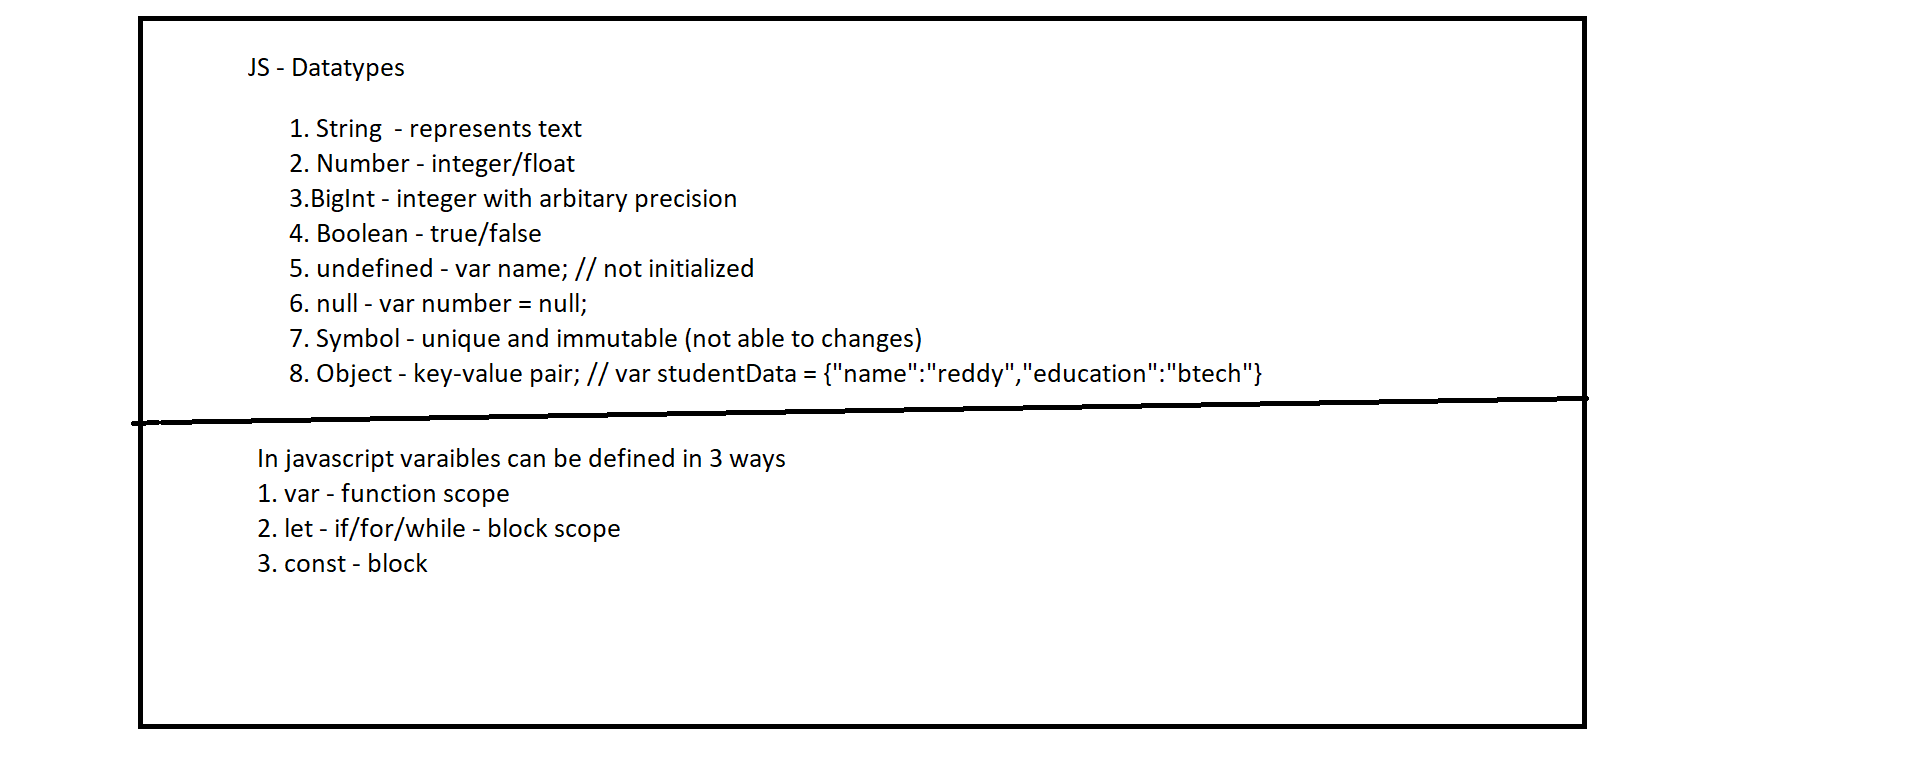 JS - Datatypes
1. String  - represents text
2. Number - integer/float
3.BigInt - integer with arbitary precision
4. Boolean - true/false
5. undefined - var name; // not initialized
6. null - var number = null;
7. Symbol - unique and immutable (not able to changes)
8. Object - key-value pair; // var studentData = {"name":"reddy","education":"btech"}
In javascript varaibles can be defined in 3 ways
1. var - function scope
2. let - if/for/while - block scope
3. const - block